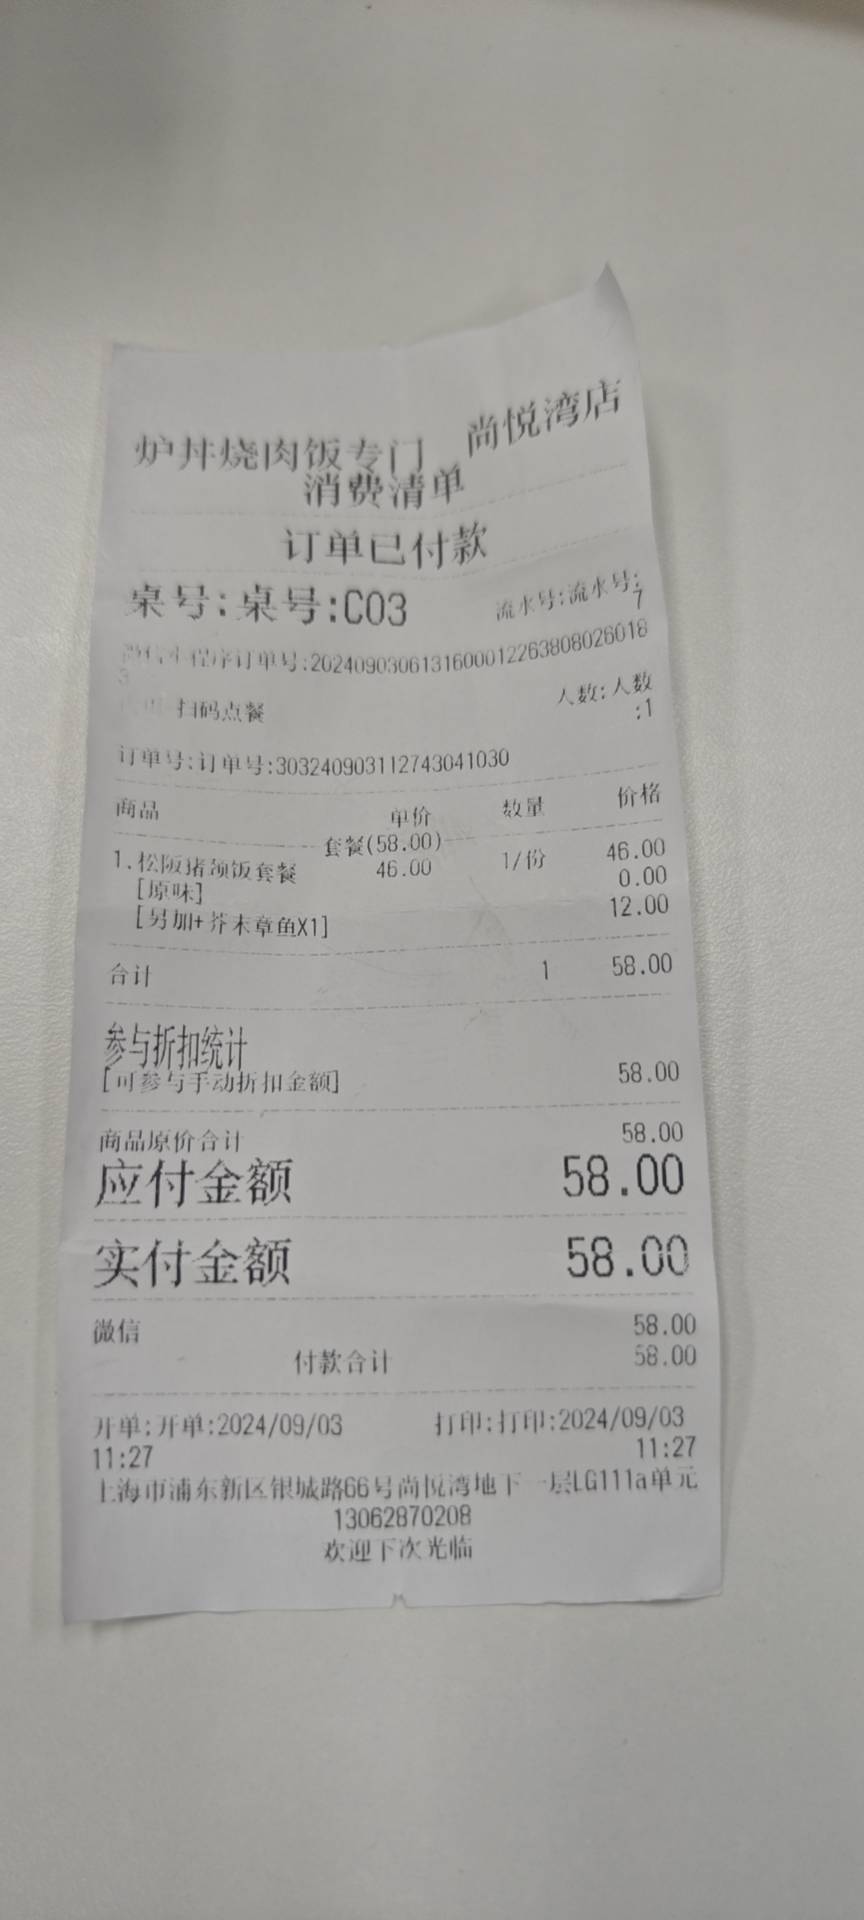 炉丼烧肉饭专门 尚悦湾店
消费清单
订单已付款
桌号:桌号:C03 流水号:流水号:
7
程序订单号:2024090306131600012263808026018
3
扫码点餐 人数:人数
:1
订单号:订单号:303240903112743041030
商品 单价 数量 价格
套餐(58.00)
1.松阪猪颈饭套餐 46.00 1/份 46.00
[原味] 0.00
[另加+芥末章鱼X1] 12.00
合计 1 58.00
参与折扣统计
[可参与手动折扣金额] 58.00
商品原价合计 58.00
应付金额 58.00
实付金额 58.00
微信 58.00
付款合计 58.00
开单:开单:2024/09/03 打印:打印:2024/09/03
11:27 11:27
上海市浦东新区银城路66号尚悦湾地下一层LG111a单元
13062870208
欢迎下次光临